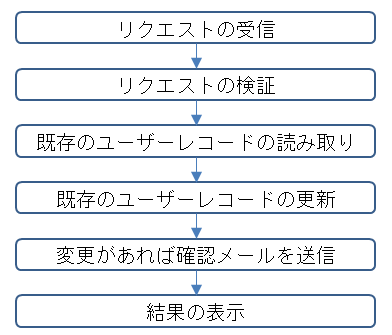 リクエストの受信
リクエストの検証
既存のユーザーレコードの読み取り
既存のユーザーレコードの更新
変更があれば確認メールを送信
結果の表示